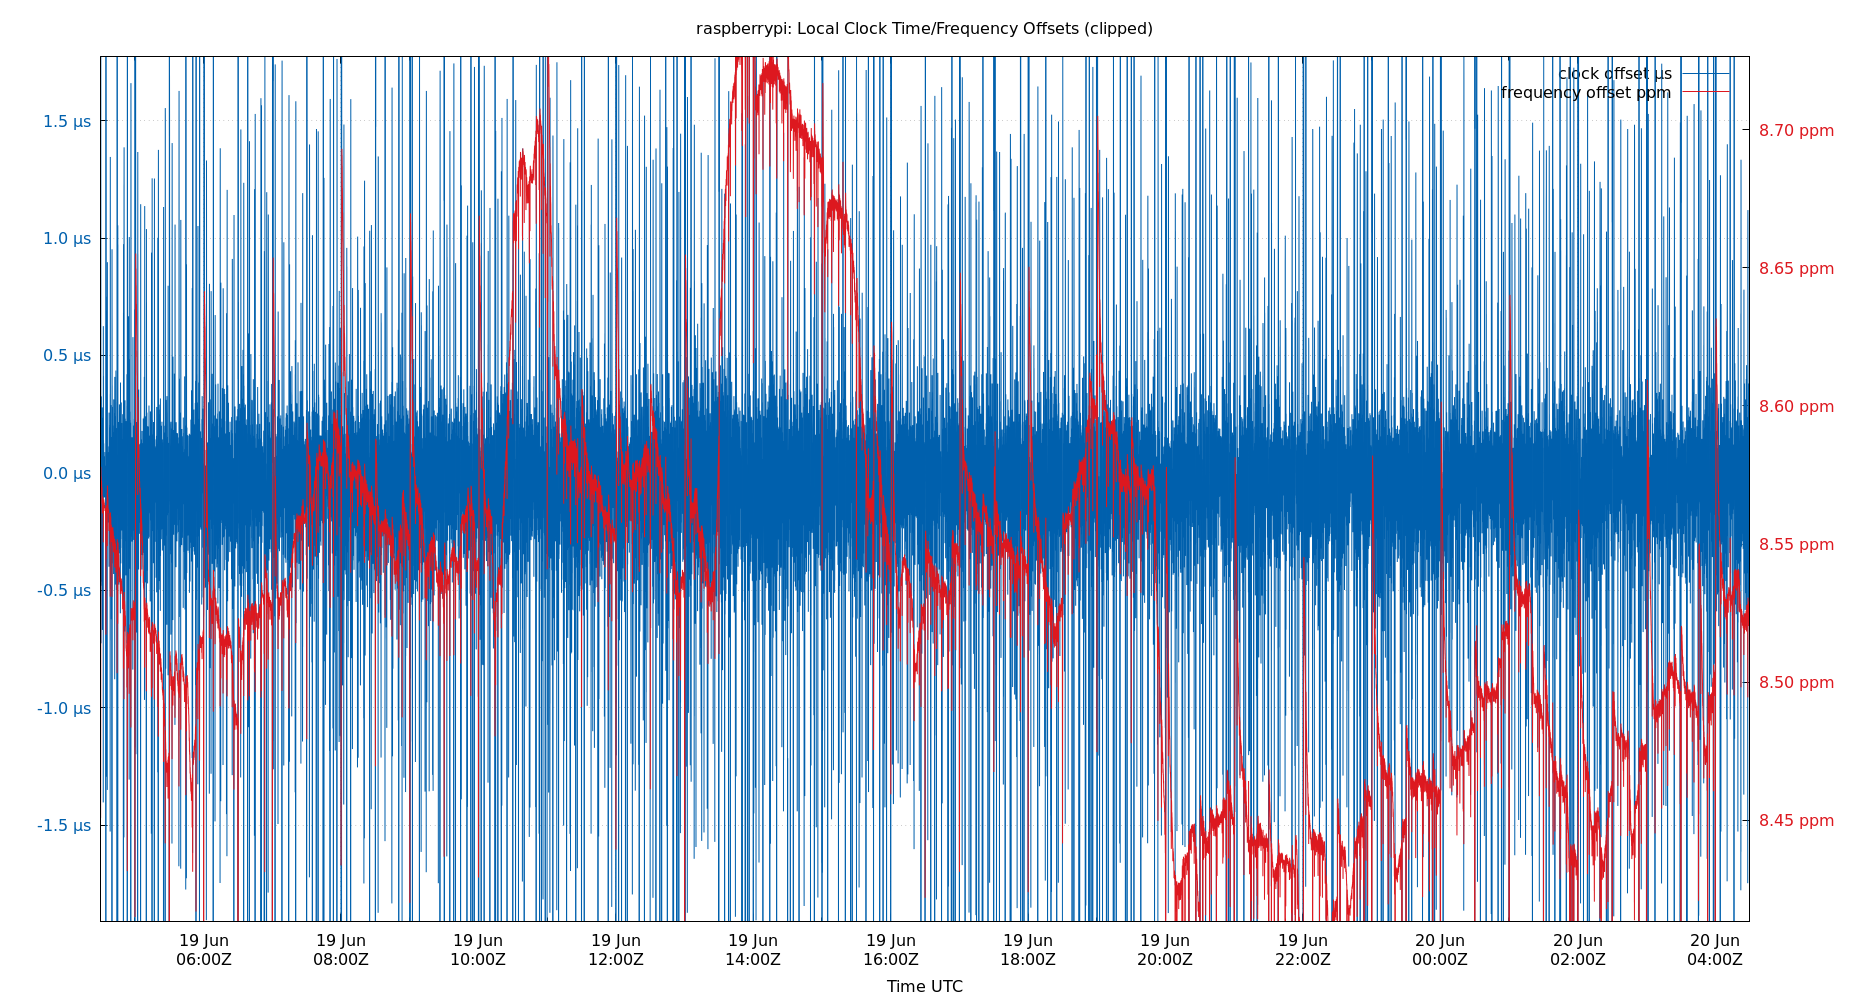 raspberrypi: Local Clock Time/Frequency Offsets (clipped)
clock offset µs
frequency offset ppm
1.5 µs
1.0 µs
0.5 µs
0.0 µs
-0.5 µs
-1.0 µs
-1.5 µs
8.70 ppm
8.65 ppm
8.60 ppm
8.55 ppm
8.50 ppm
8.45 ppm
19 Jun
06:00Z
19 Jun
08:00Z
19 Jun
10:00Z
19 Jun
12:00Z
19 Jun
14:00Z
19 Jun
16:00Z
19 Jun
18:00Z
19 Jun
20:00Z
19 Jun
22:00Z
20 Jun
00:00Z
20 Jun
02:00Z
20 Jun
04:00Z
Time UTC